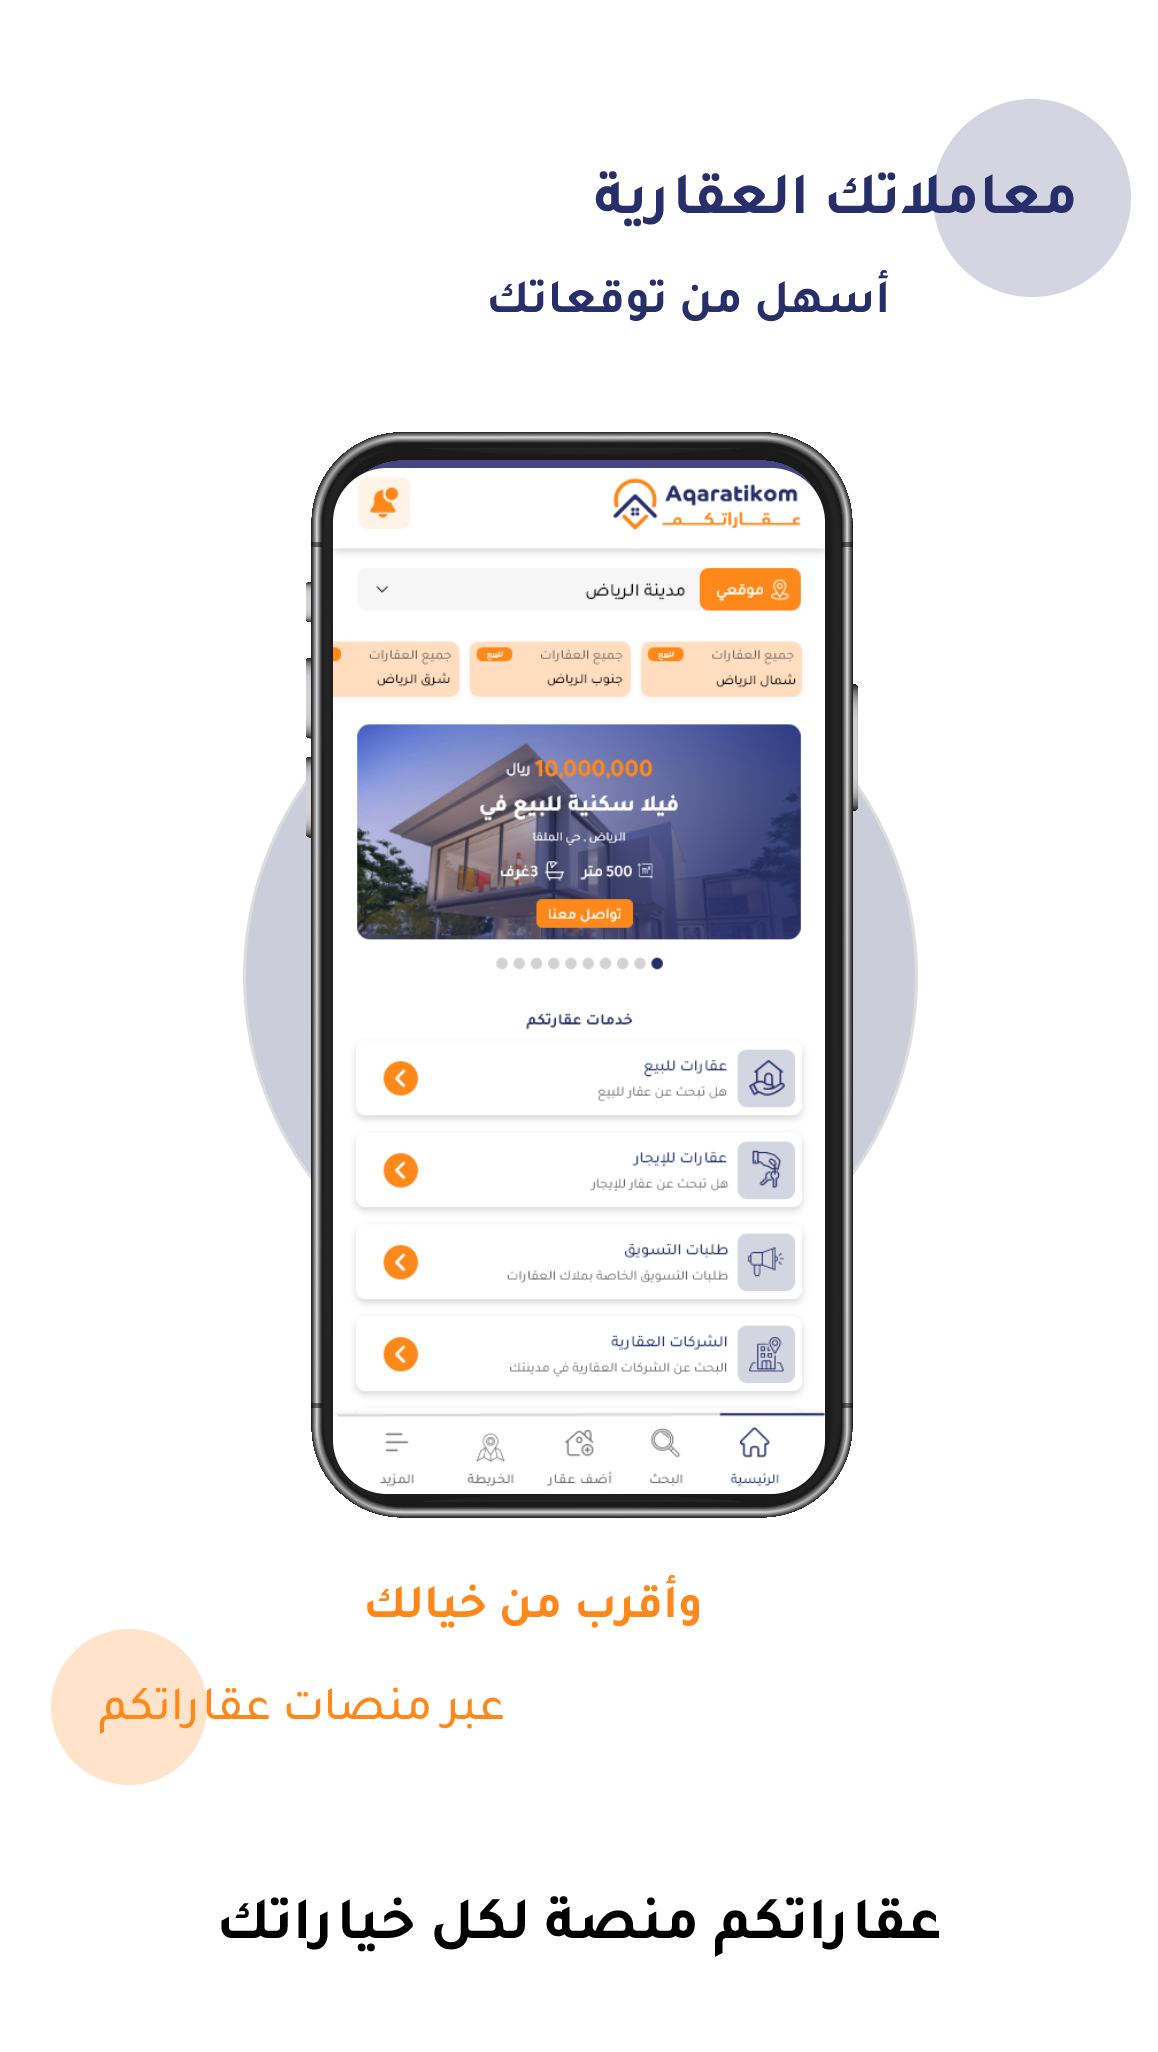 معاملاتك العقارية
أسهل من توقعاتك
Aqaratikom
عقاراتكم
موقعي
مدينة الرياض
جميع العقارات للبيع
شمال الرياض
جميع العقارات للبيع
جنوب الرياض
جميع العقارات
شرق الرياض
10,000,000 ريال
فيلا سكنية للبيع في
الرياض . حي الملقا
500 متر 3غرف
تواصل معنا
خدمات عقارتكم
عقارات للبيع
هل تبحث عن عقار للبيع
عقارات للإيجار
هل تبحث عن عقار للإيجار
طلبات التسويق
طلبات التسويق الخاصة بملاك العقارات
الشركات العقارية
البحث عن الشركات العقارية في مدينتك
الرئيسية البحث أضف عقار الخريطة المزيد
وأقرب من خيالك
عبر منصات عقاراتكم
عقاراتكم منصة لكل خياراتك